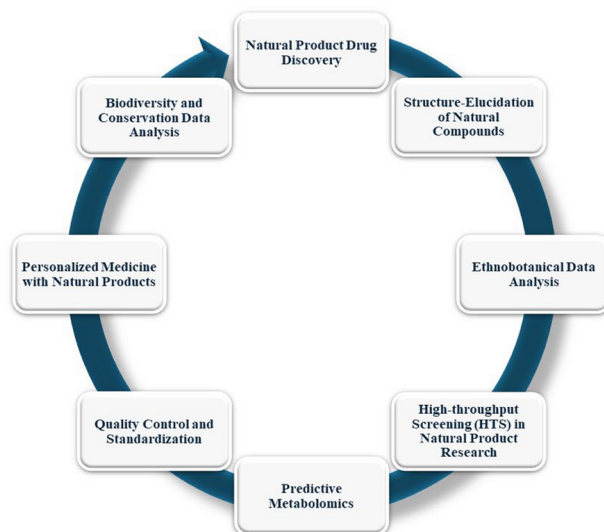 Natural Product Drug
Discovery
Structure-Elucidation
of Natural
Compounds
Ethnobotanical Data
Analysis
High-throughput
Screening (HTS) in
Natural Product
Research
Predictive
Metabolomics
Quality Control and
Standardization
Personalized Medicine
with Natural Products
Biodiversity and
Conservation Data
Analysis